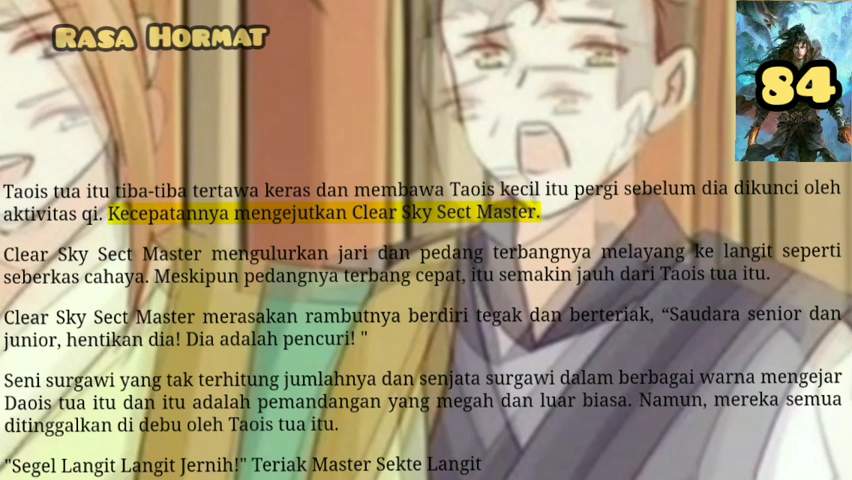 Rasa Hormat
84
Taois tua itu tiba-tiba tertawa keras dan membawa Taois kecil itu pergi sebelum dia dikunci oleh
aktivitas qi. Kecepatannya mengejutkan Clear Sky Sect Master.
Clear Sky Sect Master mengulurkan jari dan pedang terbangnya melayang ke langit seperti
seberkas cahaya. Meskipun pedangnya terbang cepat, itu semakin jauh dari Taois tua itu.
Clear Sky Sect Master merasakan rambutnya berdiri tegak dan berteriak, “Saudara senior dan
junior, hentikan dia! Dia adalah pencuri! "
Seni surgawi yang tak terhitung jumlahnya dan senjata surgawi dalam berbagai warna mengejar
Daois tua itu dan itu adalah pemandangan yang megah dan luar biasa. Namun, mereka semua
ditinggalkan di debu oleh Taois tua itu.
"Segel Langit Langit Jernih!" Teriak Master Sekte Langit